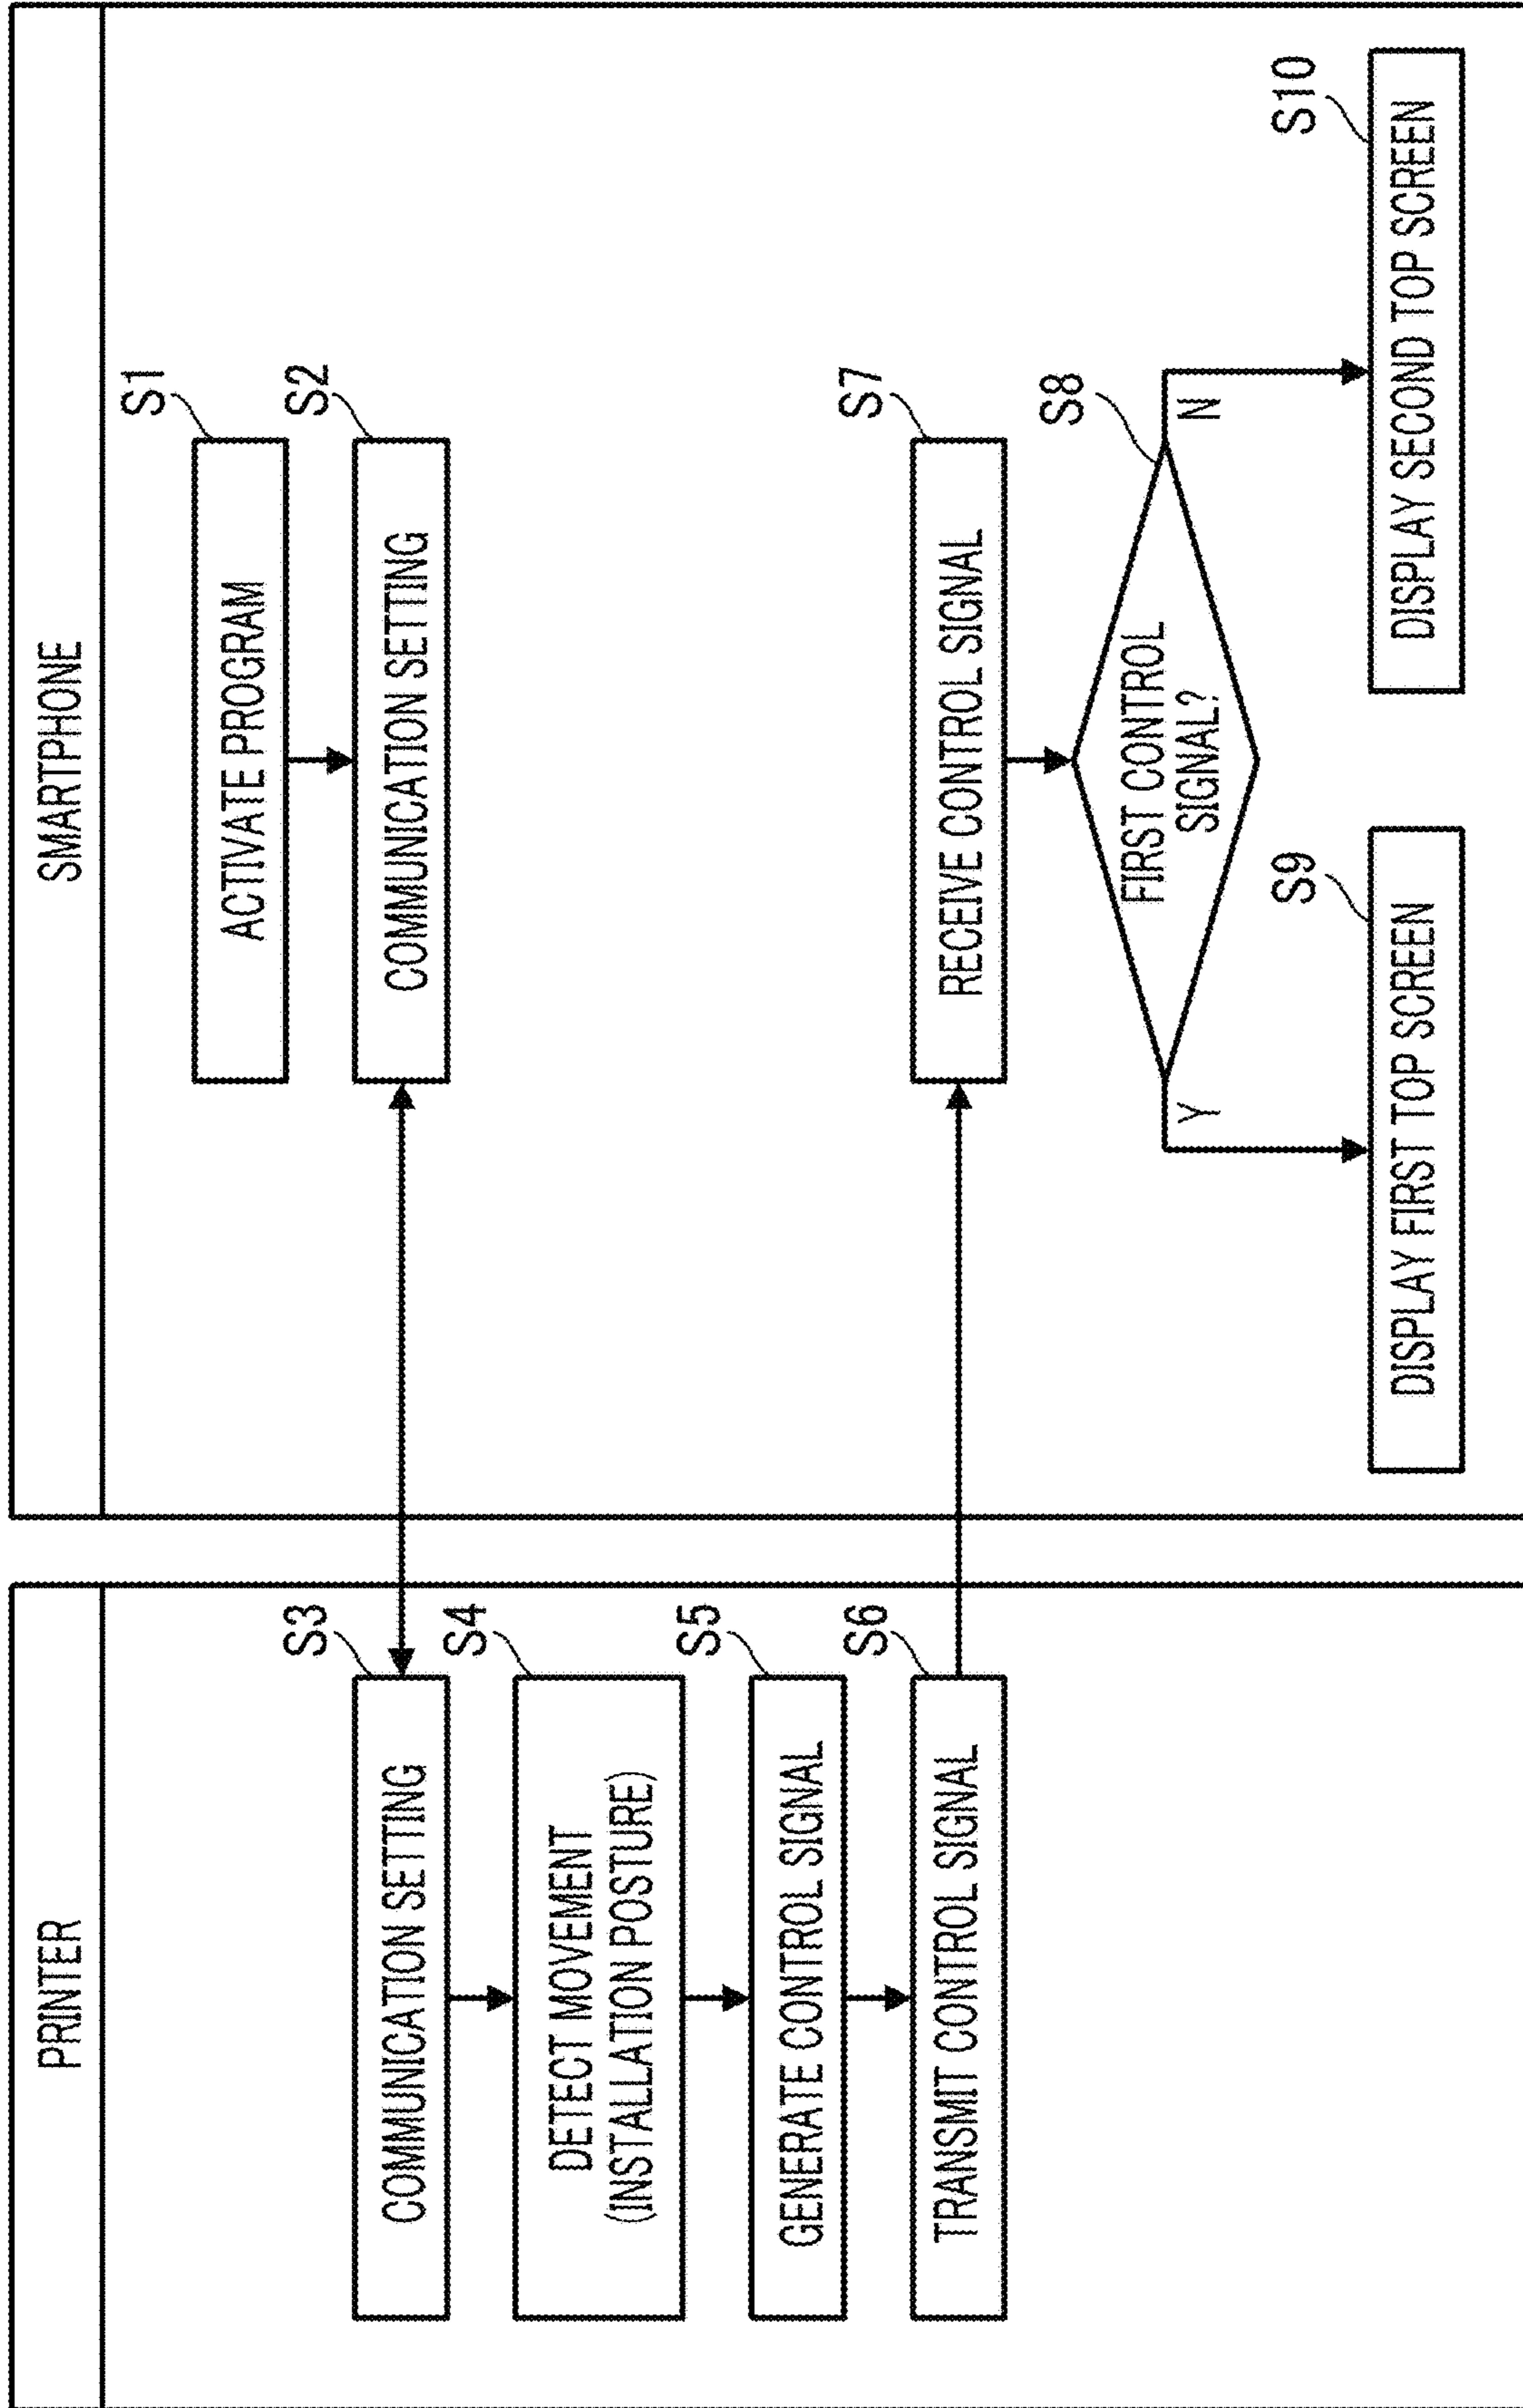 PRINTER
S3
COMMUNICATION SETTING
S4
DETECT MOVEMENT
(INSTALLATION POSTURE)
S5
GENERATE CONTROL SIGNAL
S6
TRANSMIT CONTROL SIGNAL
SMARTPHONE
S1
ACTIVATE PROGRAM
S2
COMMUNICATION SETTING
S7
RECEIVE CONTROL SIGNAL
S8
FIRST CONTROL
SIGNAL?
Y
N
S9
DISPLAY FIRST TOP SCREEN
S10
DISPLAY SECOND TOP SCREEN